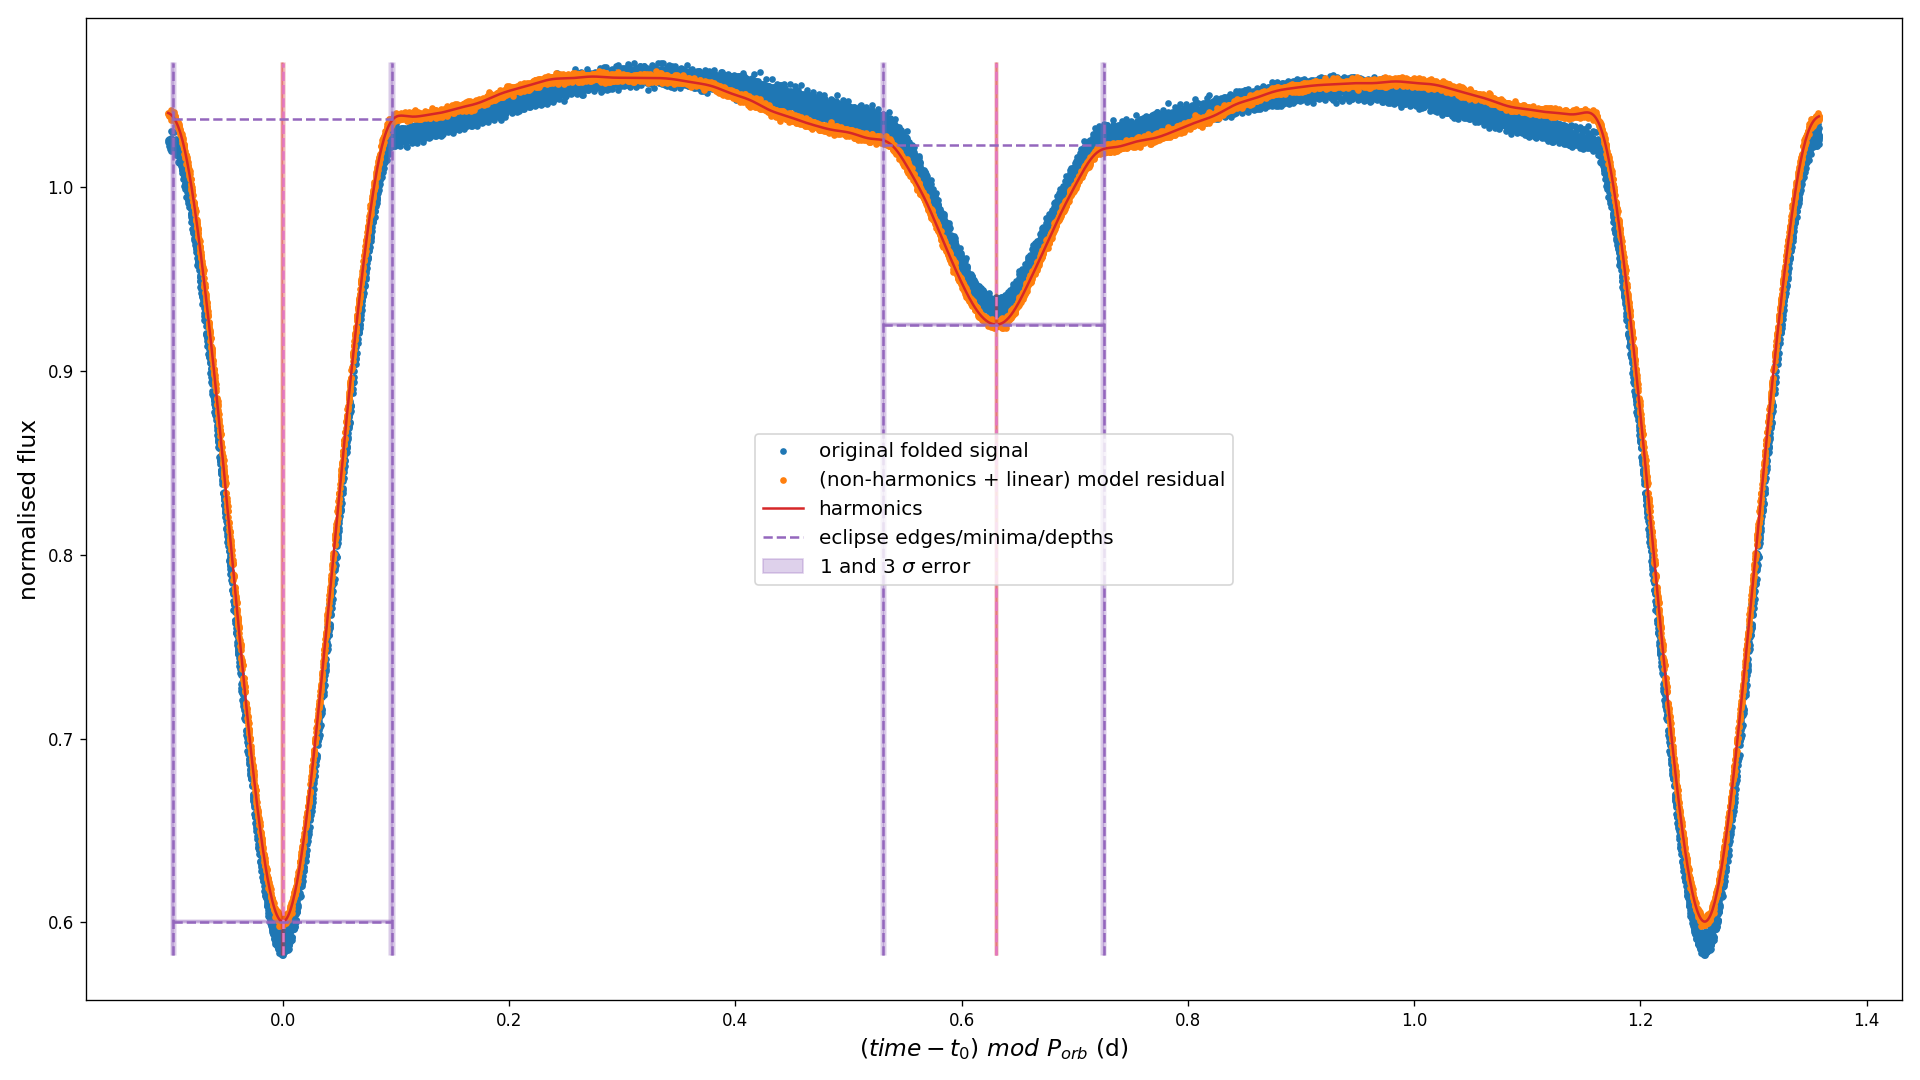 normalised flux
1.0
0.9
0.8
0.7
0.6
original folded signal
(non-harmonics + linear) model residual
harmonics
eclipse edges/minima/depths
1 and 3 σ error
0.0 0.2 0.4 0.6 0.8 1.0 1.2 1.4
(time − t₀) mod P_orb (d)